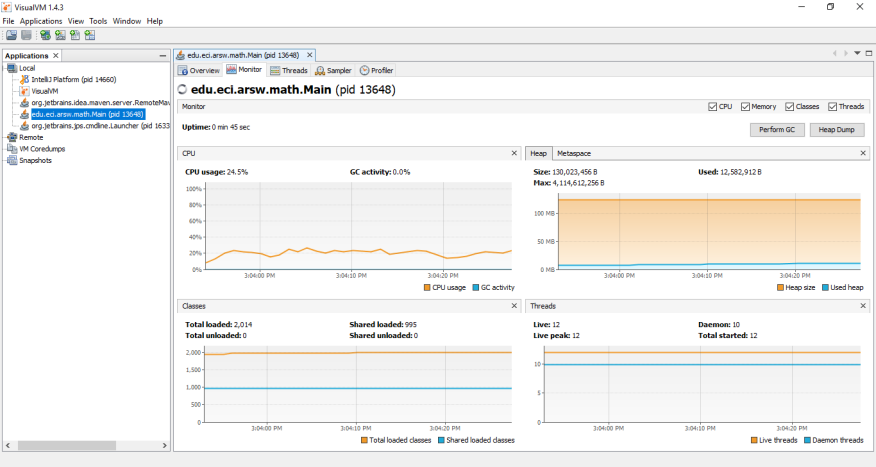 VisualVM 1.4.3
File Applications View Tools Window Help
Applications
Local
IntelliJ Platform (pid 14660)
VisualVM
org.jetbrains.idea.maven.server.RemoteMav
edu.eci.arsw.math.Main (pid 13648)
org.jetbrains.jps.cmdline.Launcher (pid 1633
Remote
VM Coredumps
Snapshots
edu.eci.arsw.math.Main (pid 13648)
Overview Monitor Threads Sampler Profiler
edu.eci.arsw.math.Main (pid 13648)
Monitor CPU Memory Classes Threads
Uptime: 0 min 45 sec Perform GC Heap Dump
CPU
CPU usage: 24.5% GC activity: 0.0%
100%
80%
60%
40%
20%
0%
3:04:00 PM 3:04:10 PM 3:04:20 PM
CPU usage GC activity
Heap Metaspace
Size: 130,023,456 B Used: 12,582,912 B
Max: 4,114,612,256 B
100 MB
50 MB
0 MB
3:04:00 PM 3:04:10 PM 3:04:20 PM
Heap size Used heap
Classes
Total loaded: 2,014 Shared loaded: 995
Total unloaded: 0 Shared unloaded: 0
2,000
1,500
1,000
500
0
3:04:00 PM 3:04:10 PM 3:04:20 PM
Total loaded classes Shared loaded classes
Threads
Live: 12 Daemon: 10
Live peak: 12 Total started: 12
10
5
0
3:04:00 PM 3:04:10 PM 3:04:20 PM
Live threads Daemon threads